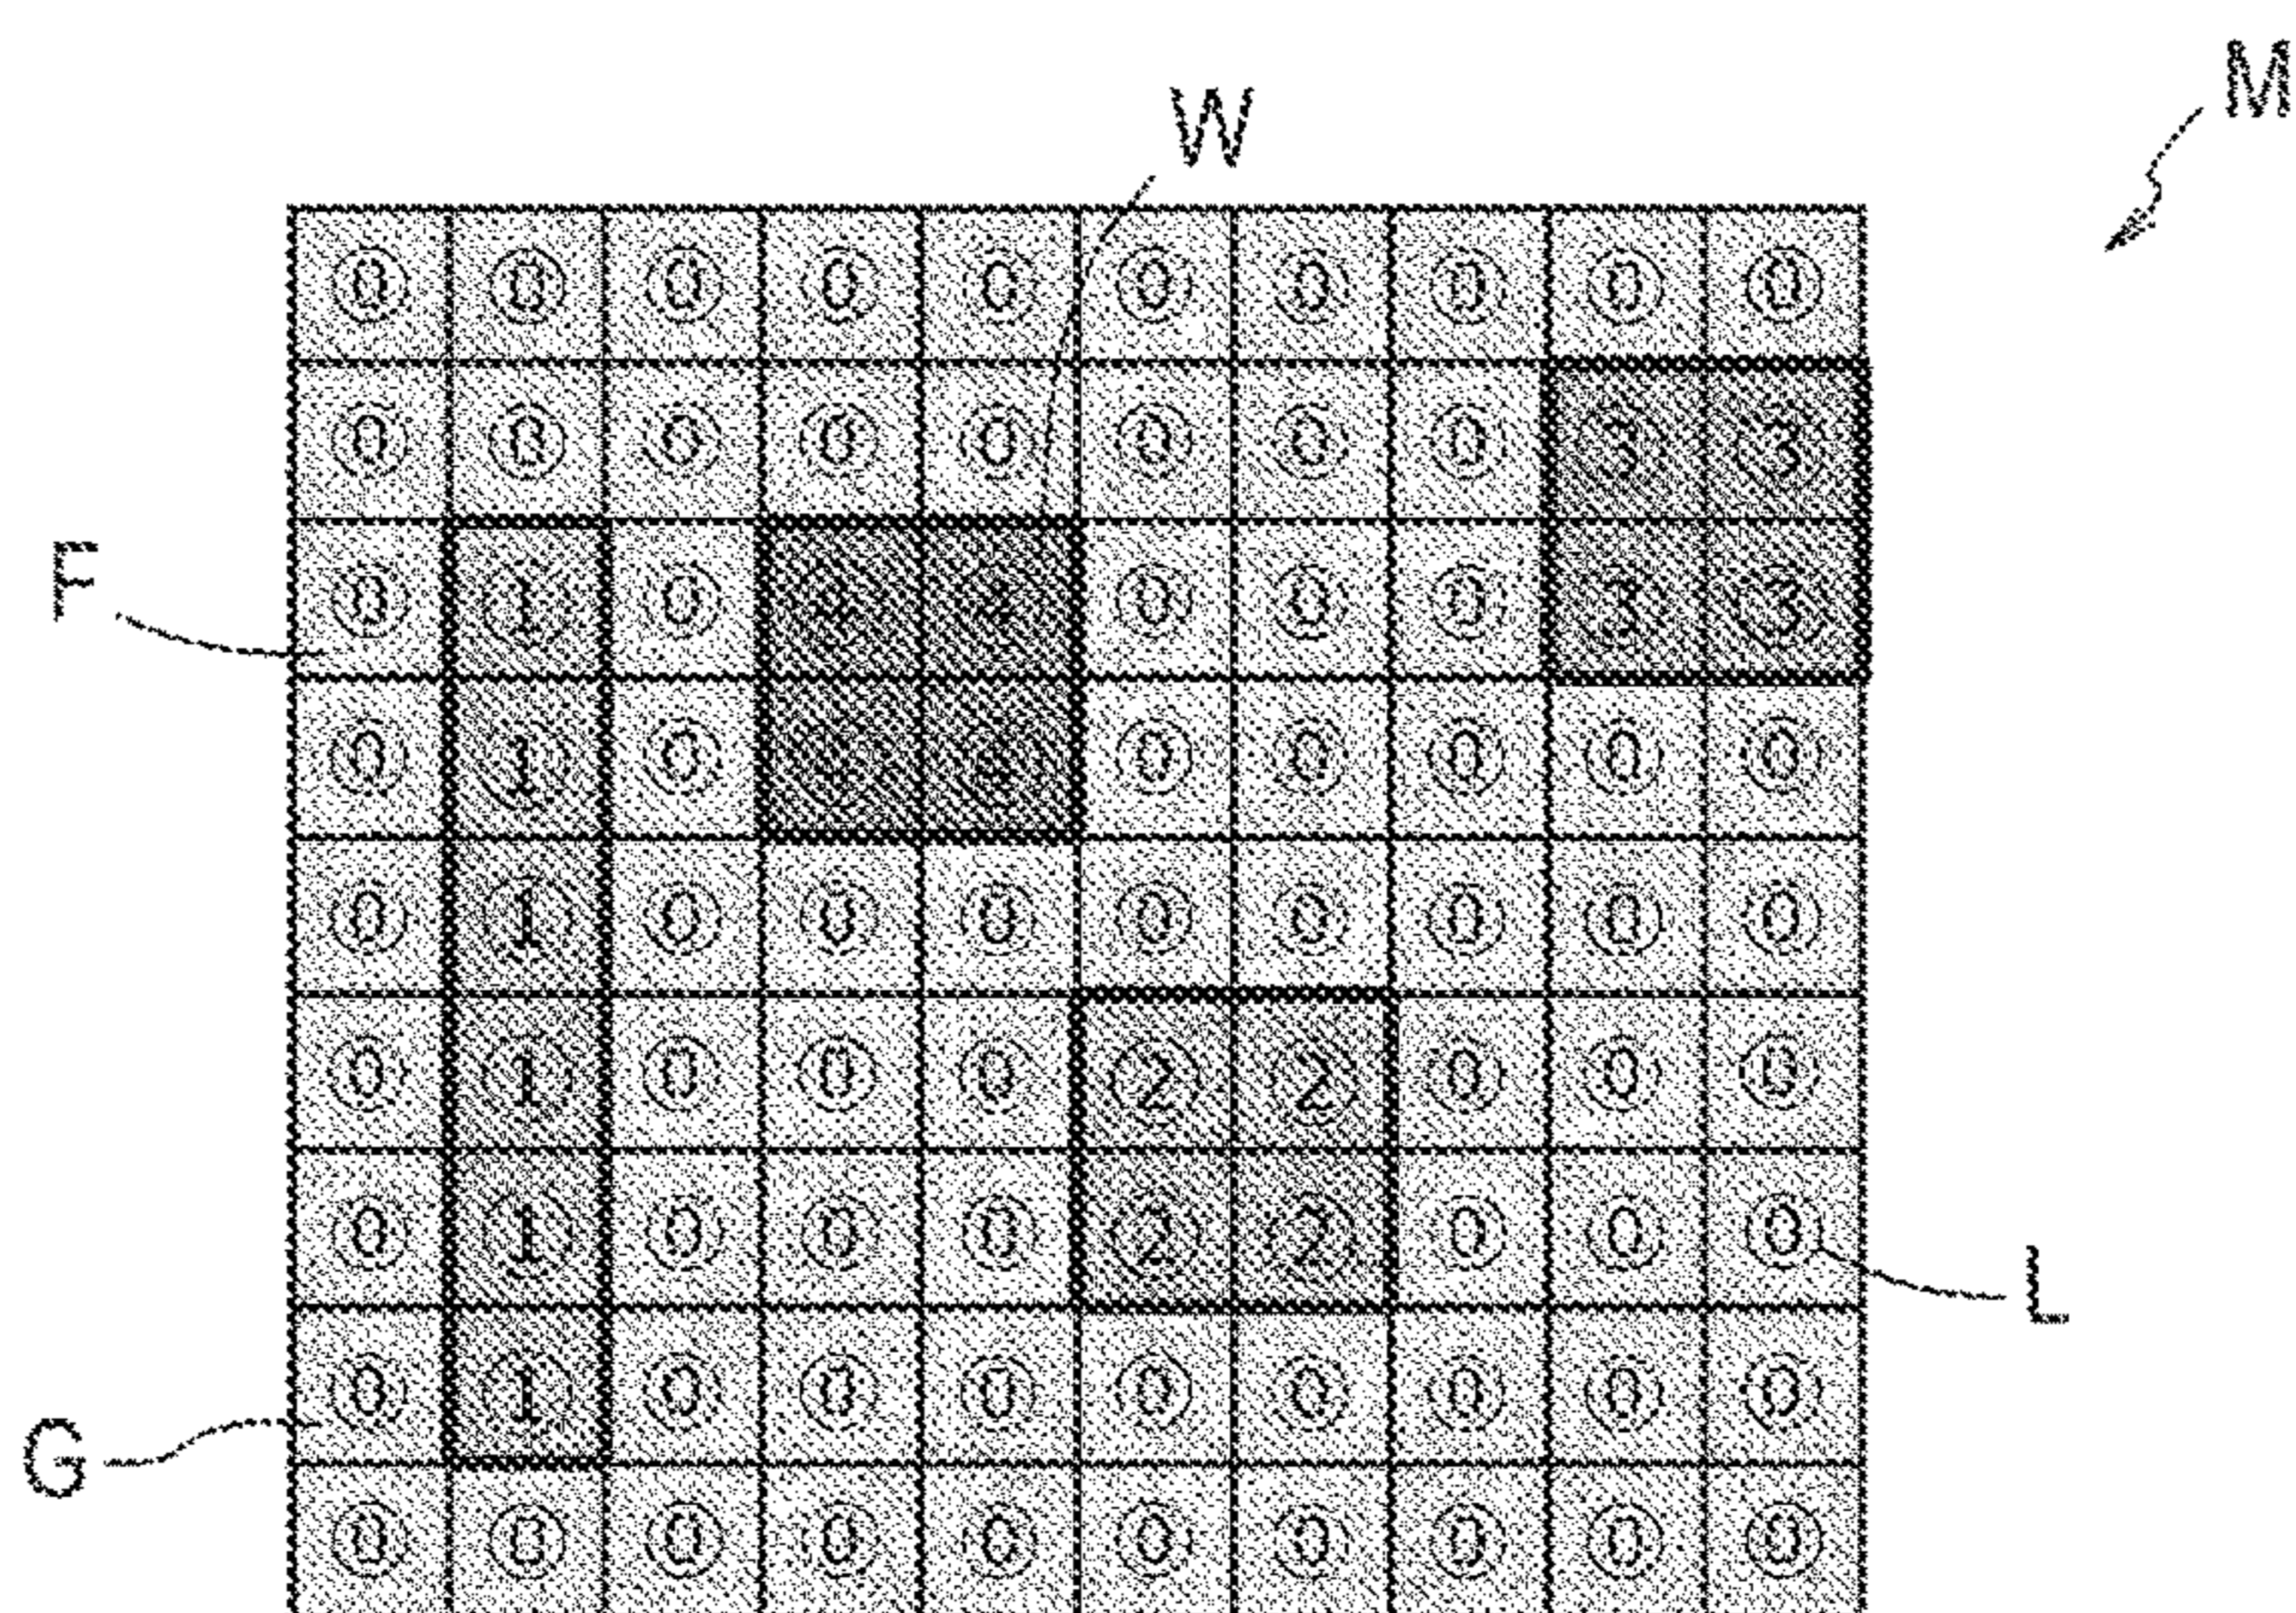 M
W
0 0 0 0 0 0 0 0 0 0
0 0 0 0 0 0 0 0 3 3
F
0 1 0 4 4 0 0 0 3 3
0 1 0 0 0 0 0 0
0 1 0 0 0 0 0 0 0 0
0 1 0 0 0 2 2 0 0 0
0 1 0 0 0 2 2 0 0 0
L
0 1 0 0 0 0 0 0 0 0
G
0 0 0 0 0 0 0 0 0 0